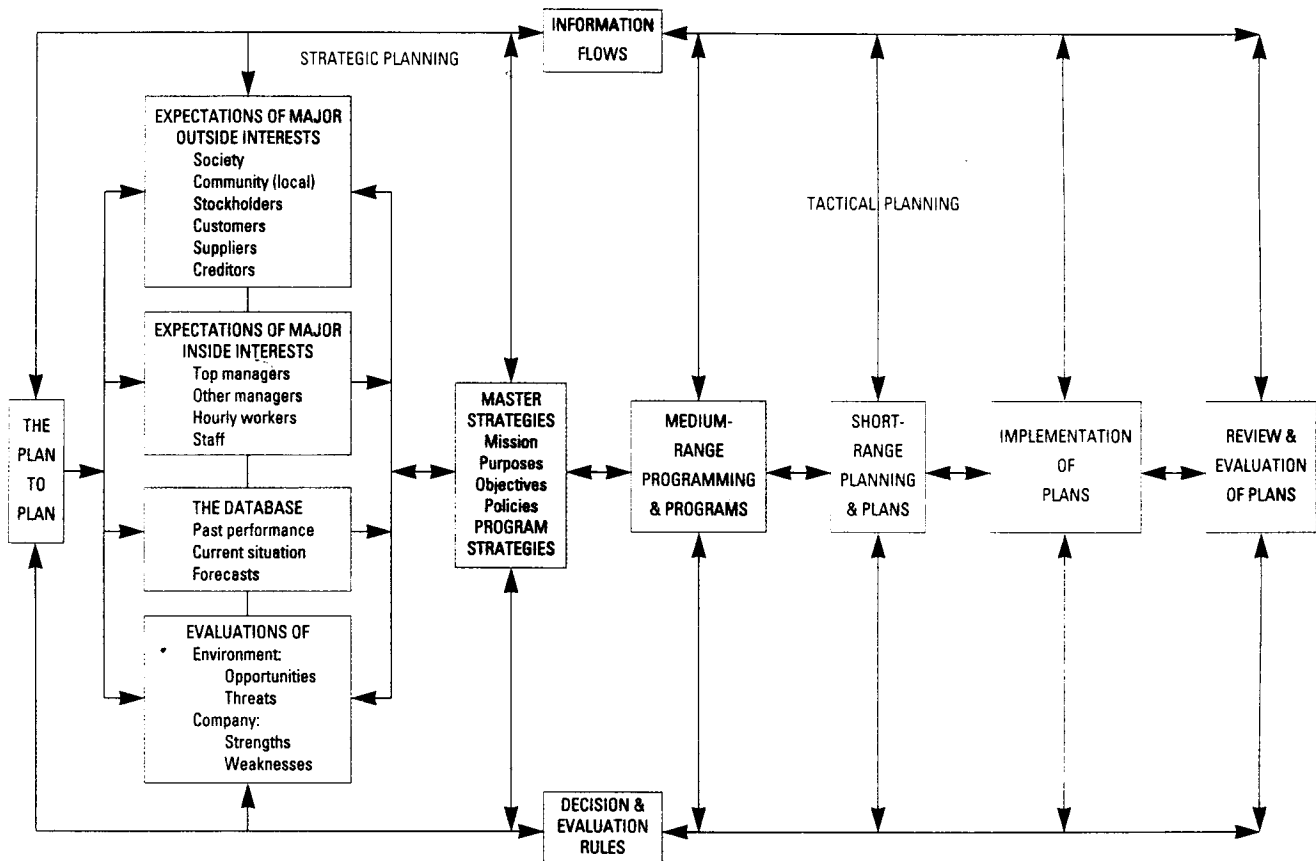 INFORMATION
FLOWS
STRATEGIC PLANNING
EXPECTATIONS OF MAJOR
OUTSIDE INTERESTS
Society
Community (local)
Stockholders
Customers
Suppliers
Creditors
TACTICAL PLANNING
EXPECTATIONS OF MAJOR
INSIDE INTERESTS
Top managers
Other managers
Hourly workers
Staff
THE
PLAN
TO
PLAN
THE DATABASE
Past performance
Current situation
Forecasts
EVALUATIONS OF
Environment:
Opportunities
Threats
Company:
Strengths
Weaknesses
MASTER
STRATEGIES
Mission
Purposes
Objectives
Policies
PROGRAM
STRATEGIES
MEDIUM-
RANGE
PROGRAMMING
& PROGRAMS
SHORT-
RANGE
PLANNING
& PLANS
IMPLEMENTATION
OF
PLANS
REVIEW &
EVALUATION
OF PLANS
DECISION &
EVALUATION
RULES